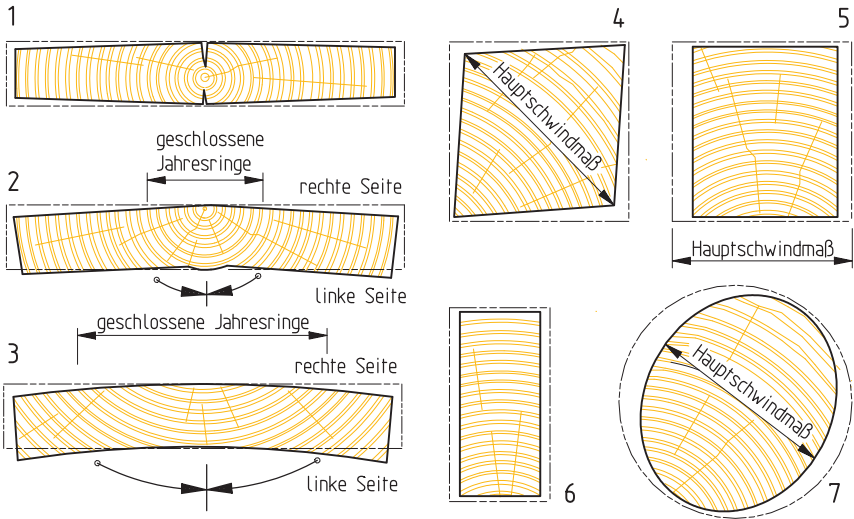 1
geschlossene
Jahresringe
2
rechte Seite
linke Seite
geschlossene Jahresringe
3
rechte Seite
linke Seite
4
Hauptschwindmaß
5
Hauptschwindmaß
6
Hauptschwindmaß
7